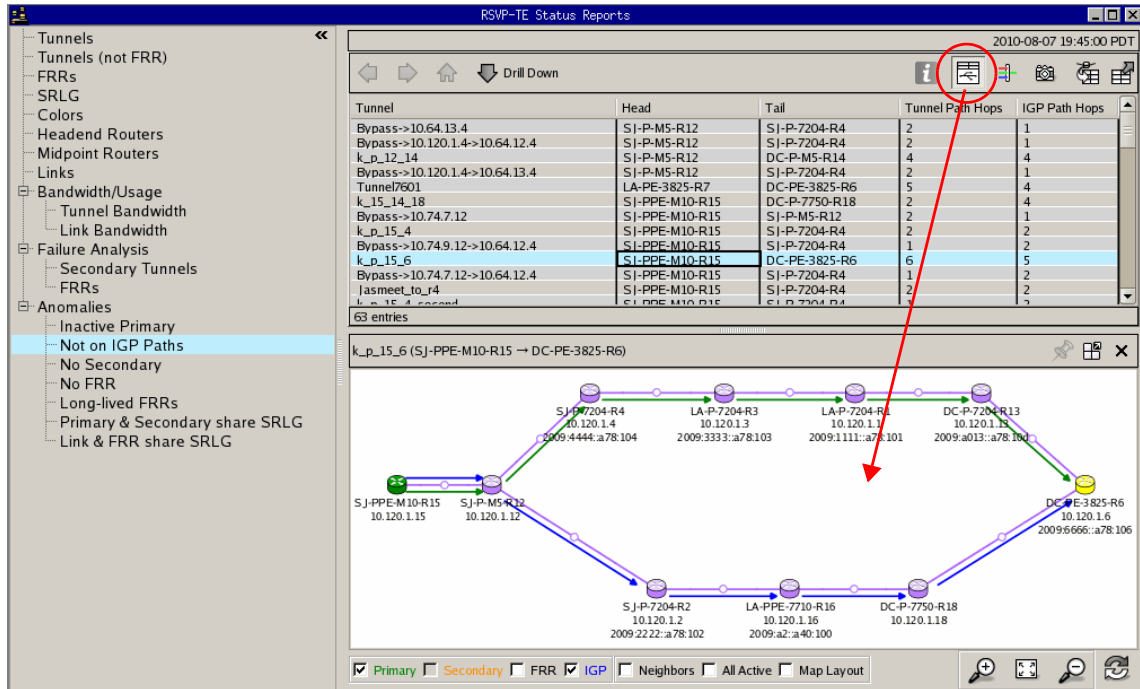 RSVP-TE Status Reports
Tunnels
Tunnels (not FRR)
FRRs
SRLG
Colors
Headend Routers
Midpoint Routers
Links
Bandwidth/Usage
Tunnel Bandwidth
Link Bandwidth
Failure Analysis
Secondary Tunnels
FRRs
Anomalies
Inactive Primary
Not on IGP Paths
No Secondary
No FRR
Long-lived FRRs
Primary & Secondary share SRLG
Link & FRR share SRLG
2010-08-07 19:45:00 PDT
Drill Down
Tunnel Head Tail Tunnel Path Hops IGP Path Hops
Bypass->10.64.13.4 SJ-P-M5-R12 SJ-P-7204-R4 2 1
Bypass->10.120.1.4->10.64.12.4 SJ-P-M5-R12 SJ-P-7204-R4 2 1
k_p_12_14 SJ-P-M5-R12 DC-P-M5-R14 4 4
Bypass->10.120.1.4->10.64.13.4 SJ-P-M5-R12 SJ-P-7204-R4 2 1
Tunnel7601 LA-PE-3825-R7 DC-PE-3825-R6 5 4
k_15_14_18 SJ-PPE-M10-R15 DC-P-7750-R18 2 4
Bypass->10.74.7.12 SJ-PPE-M10-R15 SJ-P-M5-R12 2 1
k_p_15_4 SJ-PPE-M10-R15 SJ-P-7204-R4 2 2
Bypass->10.74.9.12->10.64.12.4 SJ-PPE-M10-R15 SJ-P-7204-R4 1 2
k_p_15_6 SJ-PPE-M10-R15 DC-PE-3825-R6 6 5
Bypass->10.74.7.12->10.64.12.4 SJ-PPE-M10-R15 SJ-P-7204-R4 1 2
Jasmeet_to_r4 SJ-PPE-M10-R15 SJ-P-7204-R4 2 2
k_p_15_4_second SJ-PPE-M10-R15 SJ-P-7204-R4 2
63 entries
k_p_15_6 (SJ-PPE-M10-R15 → DC-PE-3825-R6)
SJ-P-7204-R4 LA-P-7204-R3 LA-P-7204-R1 DC-P-7204-R13
10.120.1.4 10.120.1.3 10.120.1.1 10.120.1.13
2009:4444::a78:104 2009:3333::a78:103 2009:1111::a78:101 2009:a013::a78:10d
SJ-PPE-M10-R15 SJ-P-M5-R12 DC-PE-3825-R6
10.120.1.15 10.120.1.12 10.120.1.6
2009:6666::a78:106
SJ-P-7204-R2 LA-PPE-7710-R16 DC-P-7750-R18
10.120.1.2 10.120.1.16 10.120.1.18
2009:2222::a78:102 2009:a2::a40:100
Primary Secondary FRR IGP Neighbors All Active Map Layout